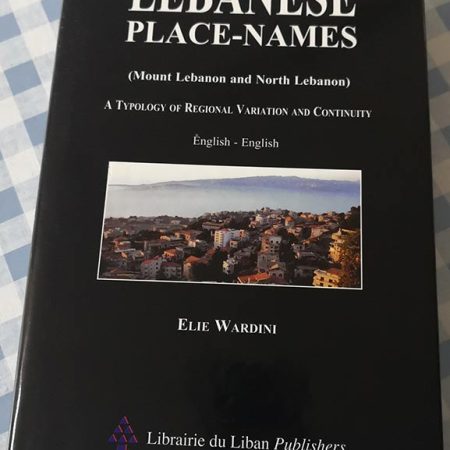 LEBANESE
PLACE-NAMES
(Mount Lebanon and North Lebanon)
A TYPOLOGY OF REGIONAL VARIATION AND CONTINUITY
English - English
ELIE WARDINI
Librairie du Liban Publishers